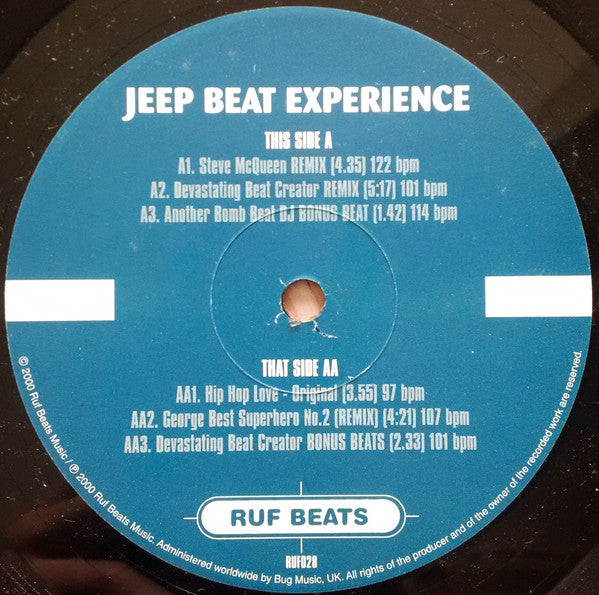 JEEP BEAT EXPERIENCE
THIS SIDE A
A1. Steve McQueen REMIX (4.35) 122 bpm
A2. Devastating Beat Creator REMIX (5:17) 101 bpm
A3. Another Bomb Beat DJ BONUS BEAT (1.42) 114 bpm
THAT SIDE AA
AA1. Hip Hop Love - Original (3.55) 97 bpm
AA2. George Best Superhero No.2 (REMIX) (4:21) 107 bpm
AA3. Devastating Beat Creator BONUS BEATS (2.33) 101 bpm
RUF BEATS
RUF028
© 2000 Ruf Beats Music / ℗ 2000 Ruf Beats Music. Administered worldwide by Bug Music, UK. All rights of the producer and of the owner of the recorded work are reserved.